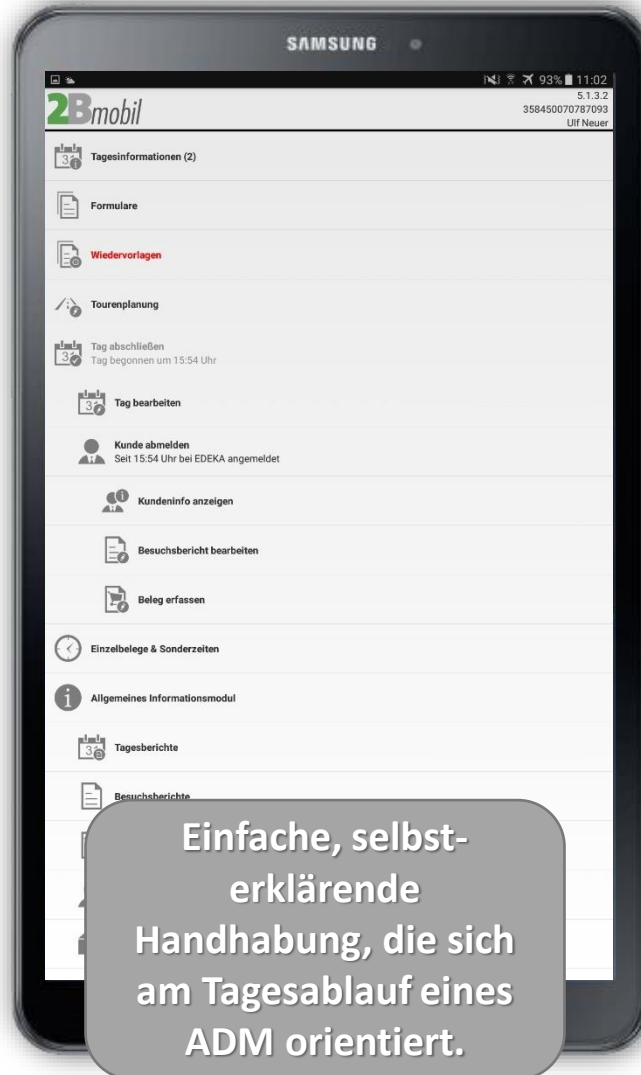 SAMSUNG
93% 11:02
2Bmobil
5.1.3.2
358450070787093
Ulf Neuer
Tagesinformationen (2)
Formulare
Wiedervorlagen
Tourenplanung
Tag abschließen
Tag begonnen um 15:54 Uhr
Tag bearbeiten
Kunde abmelden
Seit 15:54 Uhr bei EDEKA angemeldet
Kundeninfo anzeigen
Besuchsbericht bearbeiten
Beleg erfassen
Einzelbelege & Sonderzeiten
Allgemeines Informationsmodul
Tagesberichte
Besuchsberichte
Einfache, selbst-
erklärende
Handhabung, die sich
am Tagesablauf eines
ADM orientiert.